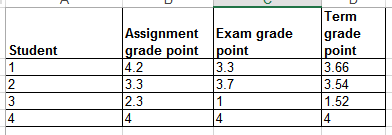 Student Assignment grade point Exam grade point Term grade point
1 4.2 3.3 3.66
2 3.3 3.7 3.54
3 2.3 1 1.52
4 4 4 4